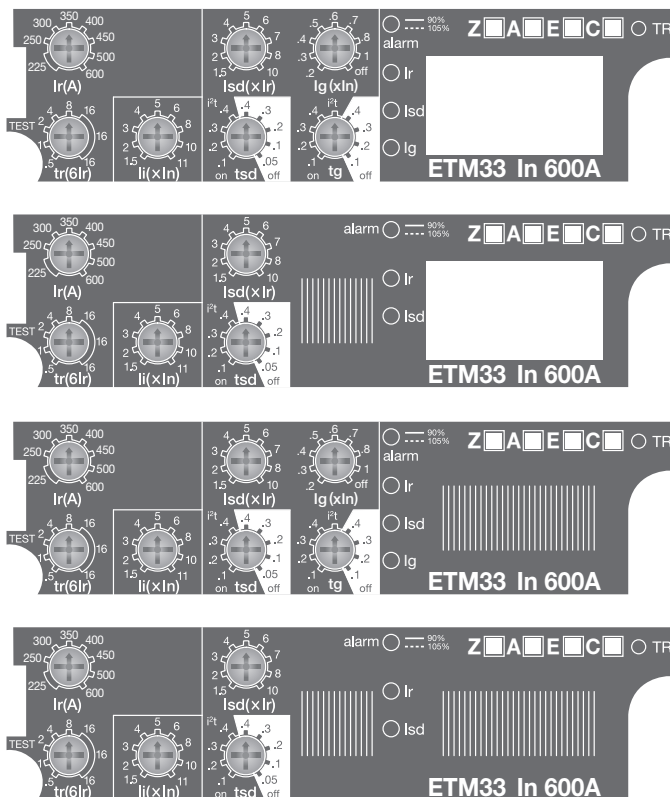 300 350 400
250 450
225 500
600
Ir(A)
4 5 6
3 7
2 8
1.5 10
Isd(×Ir)
.5 .6 .7
.4 .8
.3 1
.2 off
Ig(xIn)
90%
105%
alarm
Z A E C TR
Ir
Isd
Ig
TEST 2 4 8 16
1 16
.5 16
tr(6Ir)
4 5 6
3 8
2 10
1.5 11
Ii(×In)
i²t .4 .4 .3
.3 .2
.2 .1
.1 .05
on tsd off
.4 i²t .4
.3 .3
.2 .2
.1 .1
on tg off
ETM33 In 600A
300 350 400
250 450
225 500
600
Ir(A)
4 5 6
3 7
2 8
1.5 10
Isd(×Ir)
alarm 90%
105%
Z A E C TR
Ir
Isd
TEST 2 4 8 16
1 16
.5 16
tr(6Ir)
4 5 6
3 8
2 10
1.5 11
Ii(×In)
i²t .4 .4 .3
.3 .2
.2 .1
.1 .05
on tsd off
ETM33 In 600A
300 350 400
250 450
225 500
600
Ir(A)
4 5 6
3 7
2 8
1.5 10
Isd(×Ir)
.5 .6 .7
.4 .8
.3 1
.2 off
Ig(xIn)
90%
105%
alarm
Z A E C TR
Ir
Isd
Ig
TEST 2 4 8 16
1 16
.5 16
tr(6Ir)
4 5 6
3 8
2 10
1.5 11
Ii(×In)
i²t .4 .4 .3
.3 .2
.2 .1
.1 .05
on tsd off
.4 i²t .4
.3 .3
.2 .2
.1 .1
on tg off
ETM33 In 600A
300 350 400
250 450
225 500
600
Ir(A)
4 5 6
3 7
2 8
1.5 10
Isd(×Ir)
alarm 90%
105%
Z A E C TR
Ir
Isd
TEST 2 4 8 16
1 16
.5 16
tr(6Ir)
4 5 6
3 8
2 10
1.5 11
Ii(×In)
i²t .4 .4 .3
.3 .2
.2 .1
.1 .05
on tsd off
ETM33 In 600A